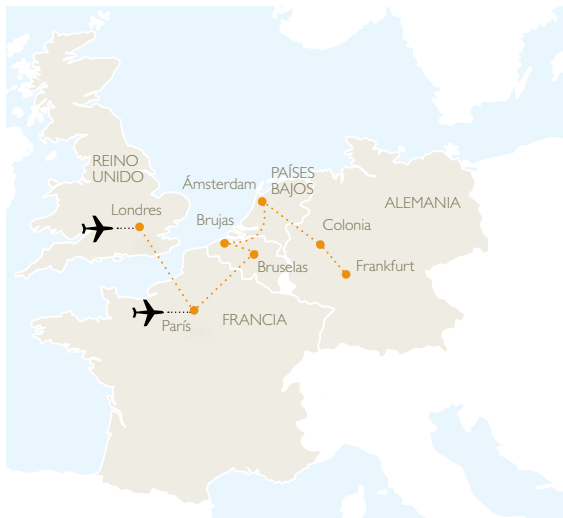 REINO
UNIDO
Ámsterdam
PAÍSES
BAJOS
Londres
Brujas
ALEMANIA
Colonia
Bruselas
Frankfurt
París
FRANCIA